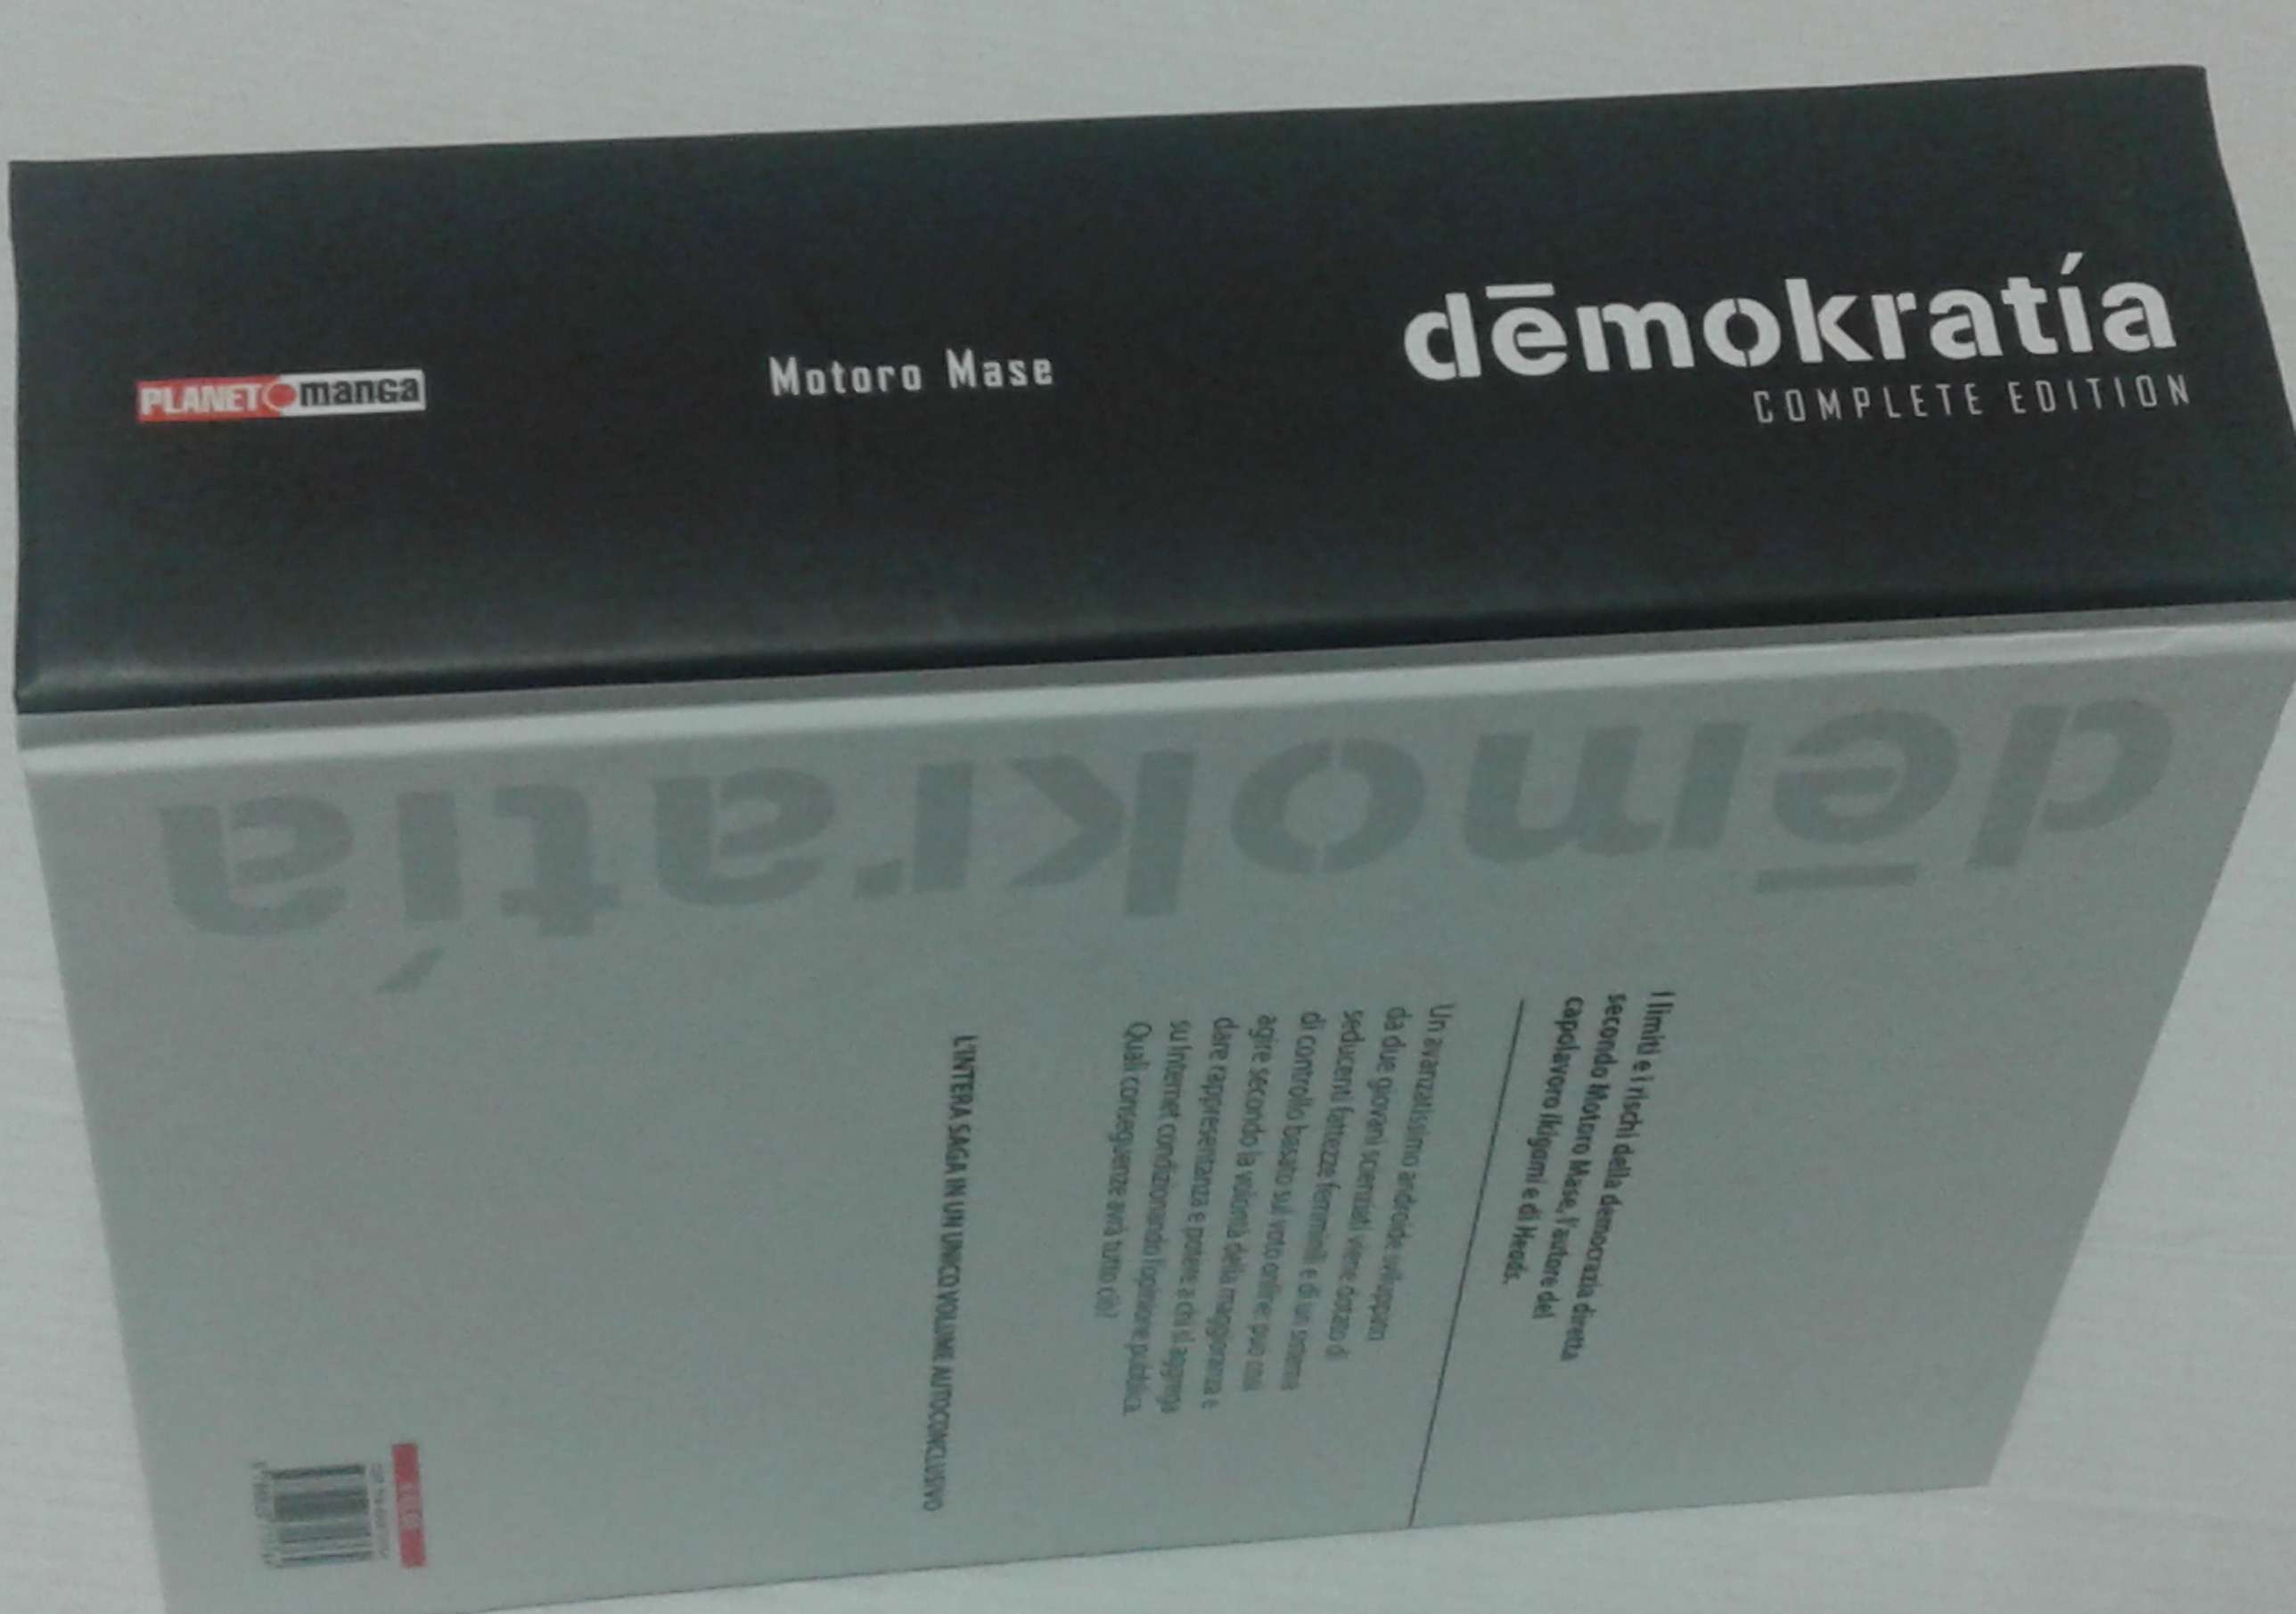 PLANET manga
Motoro Mase
dēmokratía
COMPLETE EDITION
dēmokratía
I limiti e i rischi della democrazia diretta
secondo Motoro Mase, l'autore del
capolavoro Ikigami e di Heads.
Un avanzatissimo androide sviluppato
da due giovani scienziati viene dotato di
seducenti fattezze femminili e di un sistema
di controllo basato sul voto online: può così
agire secondo la volontà della maggioranza e
dare rappresentanza e potere a chi si aggrega
su Internet condizionando l'opinione pubblica.
Quali conseguenze avrà tutto ciò?
L'INTERA SAGA IN UN UNICO VOLUME AUTOCONCLUSIVO